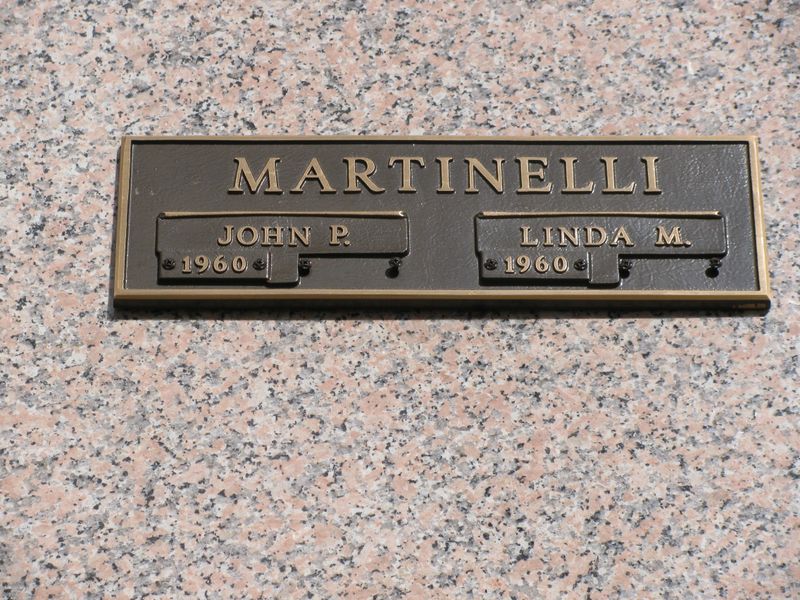 MARTINELLI
JOHN P. LINDA M.
1960 1960